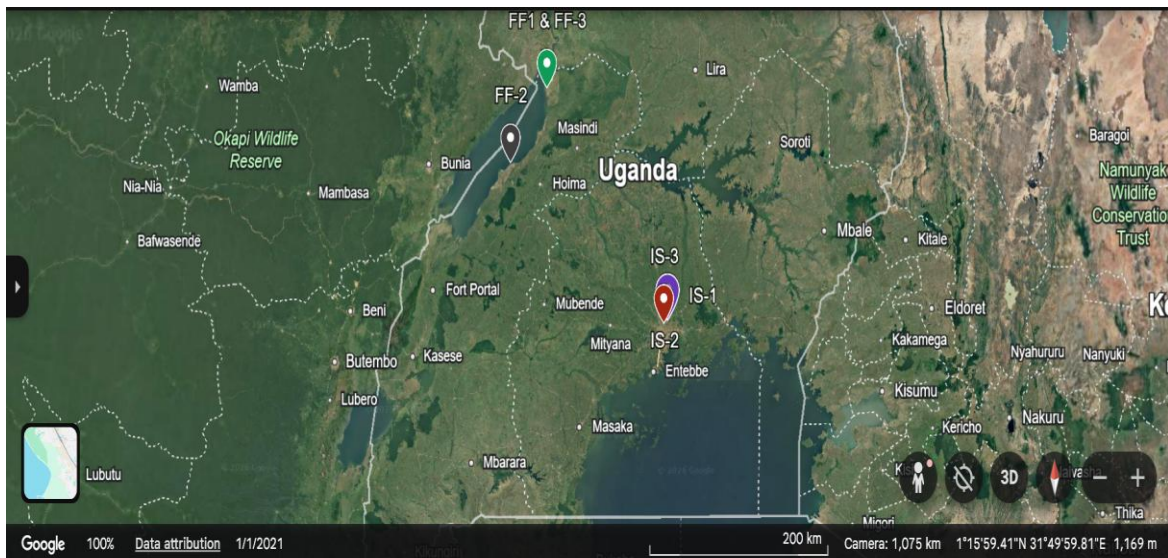 FF1 & FF-3
Wamba
Lira
FF-2
Okapi Wildlife
Reserve
Masindi
Soroti
Baragoi
Bunia
Uganda
Namunyak
Wildlife
Conservation
Trust
Nia-Nia
Mambasa
Hoima
Bafwasende
Mbale
Kitale
IS-3
Fort Portal
Mubende
IS-1
Beni
Eldoret
Mityana
IS-2
Kakamega
Nyahururu
Nanyuki
Butembo
Kasese
Entebbe
Lubero
Kisumu
Masaka
Nakuru
Kericho
Mbarara
Lubutu
3D
Migori
Thika
Google 100% Data attribution 1/1/2021 200 km Camera: 1,075 km 1°15'59.41"N 31°49'59.81"E 1,169 m